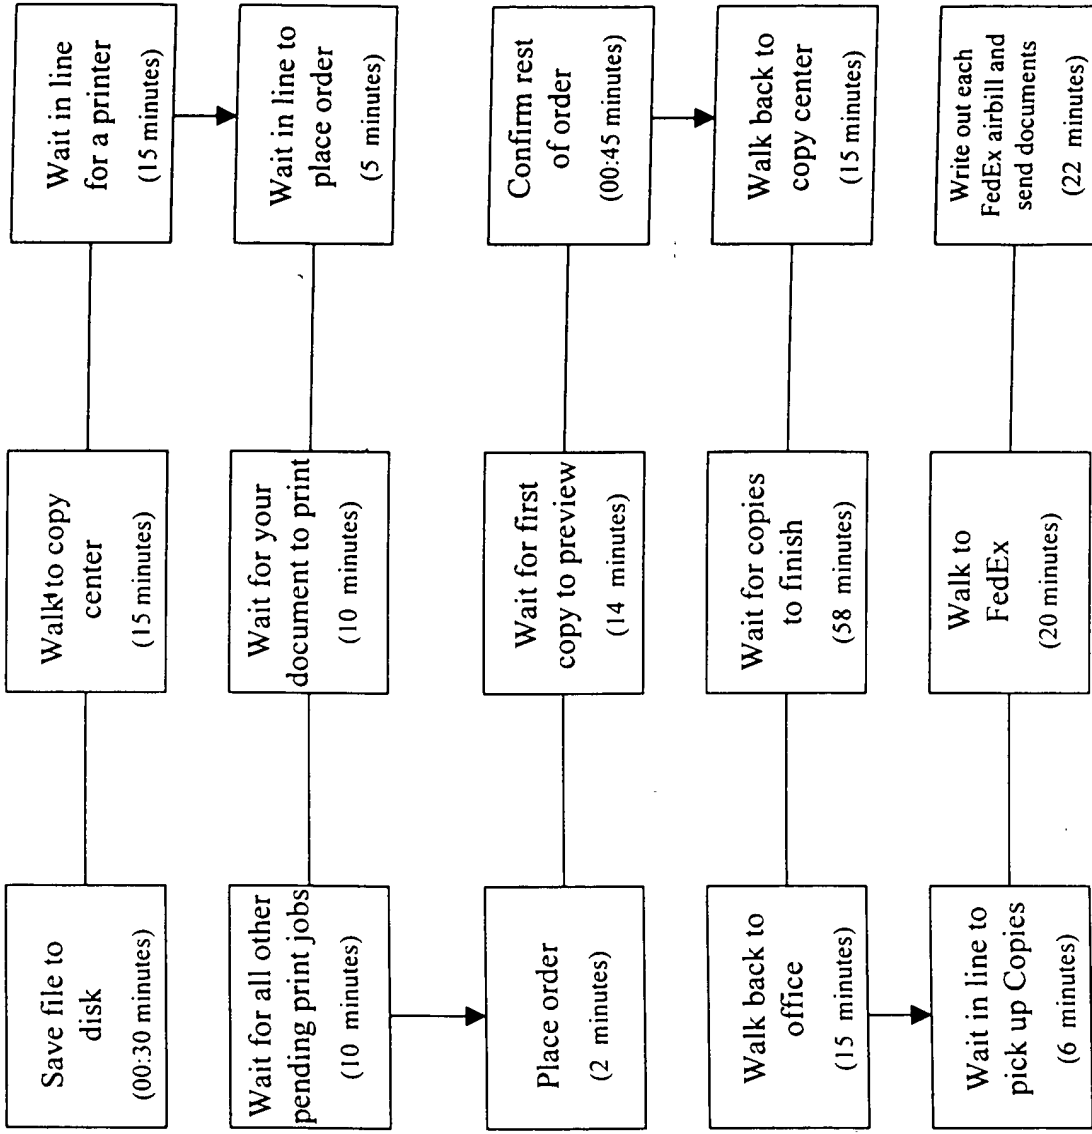 Save file to
disk
(00:30 minutes)
Walk to copy
center
(15 minutes)
Wait in line
for a printer
(15 minutes)
Wait for all other
pending print jobs
(10 minutes)
Wait for your
document to print
(10 minutes)
Wait in line to
place order
(5 minutes)
Place order
(2 minutes)
Wait for first
copy to preview
(14 minutes)
Confirm rest
of order
(00:45 minutes)
Walk back to
office
(15 minutes)
Wait for copies
to finish
(58 minutes)
Walk back to
copy center
(15 minutes)
Wait in line to
pick up Copies
(6 minutes)
Walk to
FedEx
(20 minutes)
Write out each
FedEx airbill and
send documents
(22 minutes)